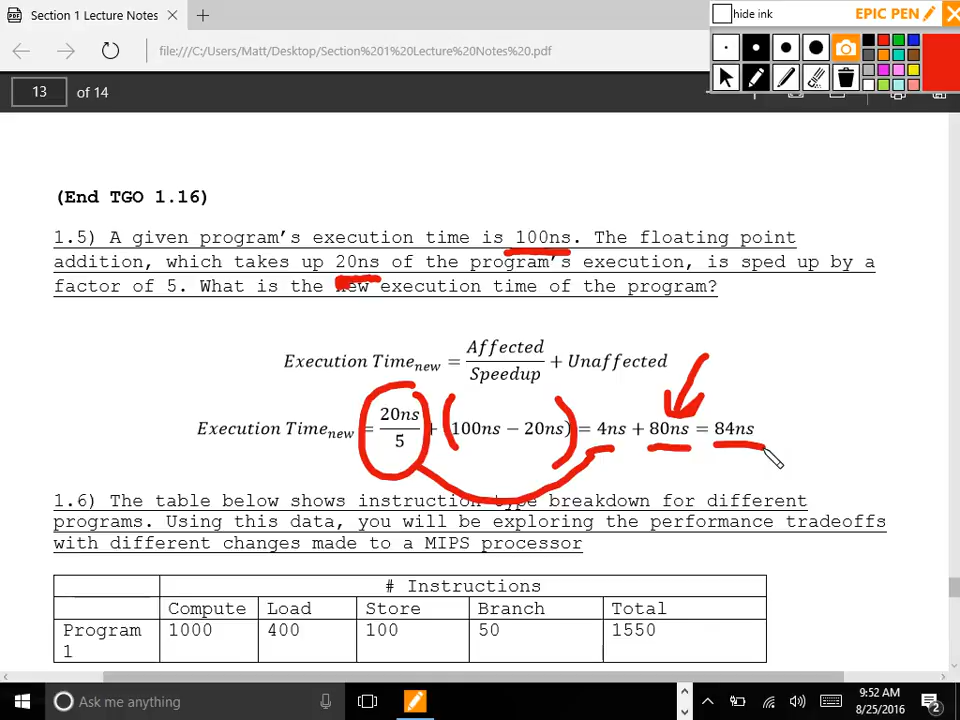 Section 1 Lecture Notes
hide ink
EPIC PEN
file:///C:/Users/Matt/Desktop/Section%201%20Lecture%20Notes%20.pdf
13 of 14
(End TGO 1.16)
1.5) A given program's execution time is 100ns. The floating point
addition, which takes up 20ns of the program's execution, is sped up by a
factor of 5. What is the new execution time of the program?
Execution Time_new = Affected / Speedup + Unaffected
Execution Time_new = 20ns / 5 + (100ns − 20ns) = 4ns + 80ns = 84ns
1.6) The table below shows instruction type breakdown for different
programs. Using this data, you will be exploring the performance tradeoffs
with different changes made to a MIPS processor
# Instructions
Compute Load Store Branch Total
Program 1000 400 100 50 1550
1
Ask me anything
9:52 AM
8/25/2016
2